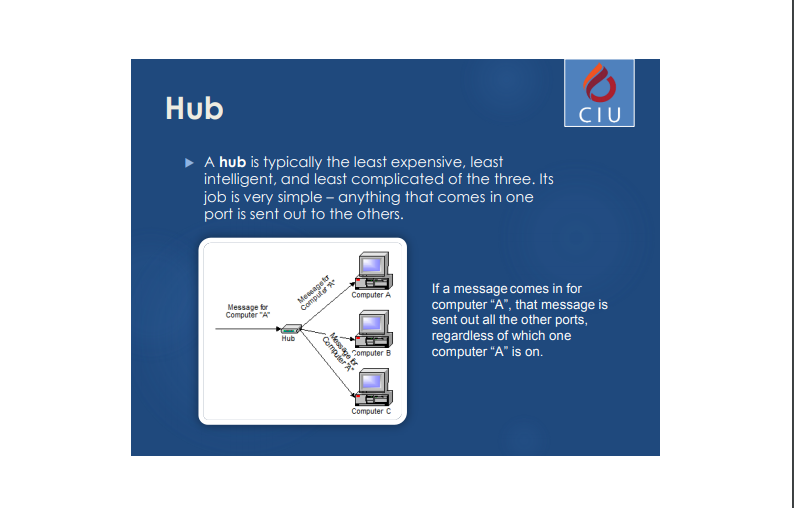 Hub
CIU
A hub is typically the least expensive, least
intelligent, and least complicated of the three. Its
job is very simple – anything that comes in one
port is sent out to the others.
Message for
Computer "A"
Hub
Message for
Computer "A"
Computer A
Message for
Computer "A"
Computer B
Computer C
If a message comes in for
computer “A”, that message is
sent out all the other ports,
regardless of which one
computer “A” is on.